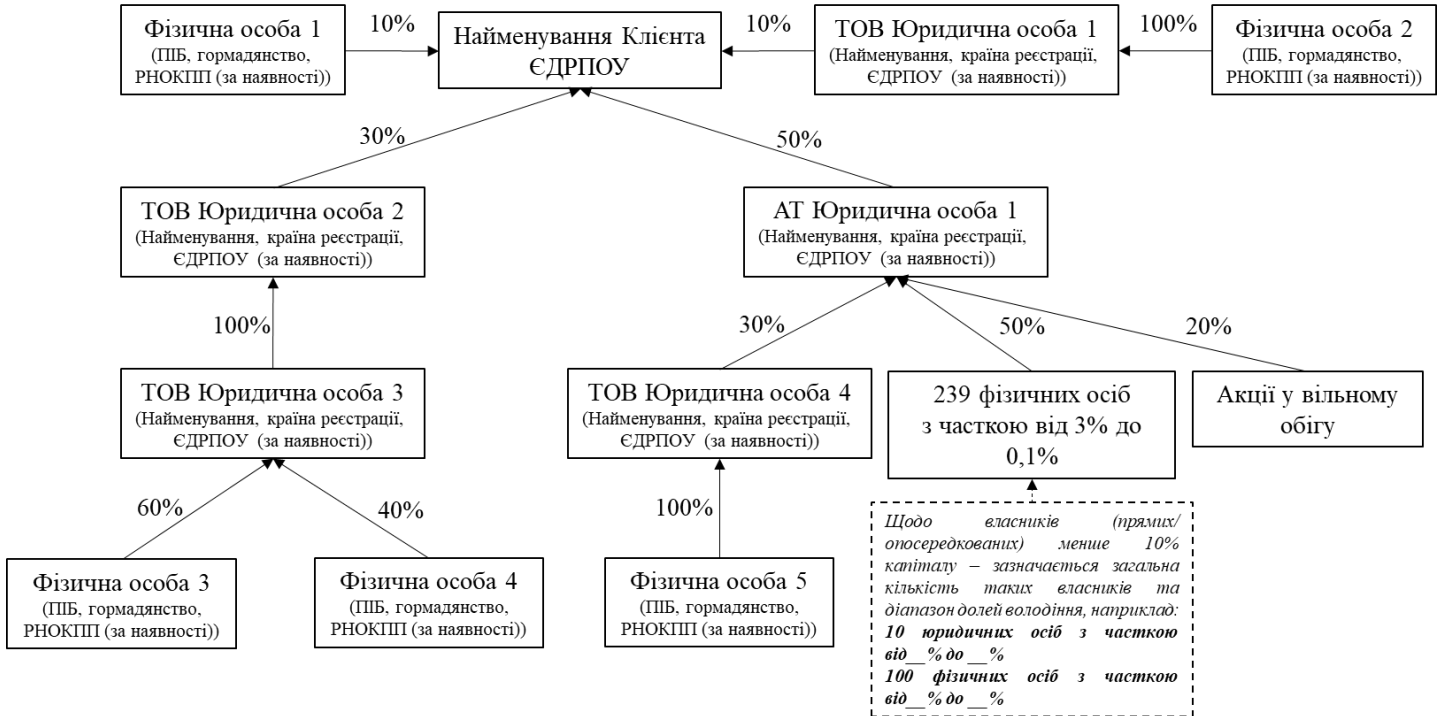 Фізична особа 1
(ПІБ, гормадянство,
РНОКПП (за наявності))
10%
Найменування Клієнта
ЄДРПОУ
10%
ТОВ Юридична особа 1
(Найменування, країна реєстрації,
ЄДРПОУ (за наявності))
100%
Фізична особа 2
(ПІБ, гормадянство,
РНОКПП (за наявності))
30%
50%
ТОВ Юридична особа 2
(Найменування, країна реєстрації,
ЄДРПОУ (за наявності))
АТ Юридична особа 1
(Найменування, країна реєстрації,
ЄДРПОУ (за наявності))
100%
30%
50%
20%
ТОВ Юридична особа 3
(Найменування, країна реєстрації,
ЄДРПОУ (за наявності))
ТОВ Юридична особа 4
(Найменування, країна реєстрації,
ЄДРПОУ (за наявності))
239 фізичних осіб
з часткою від 3% до
0,1%
Акції у вільному
обігу
60%
40%
100%
Фізична особа 3
(ПІБ, гормадянство,
РНОКПП (за наявності))
Фізична особа 4
(ПІБ, гормадянство,
РНОКПП (за наявності))
Фізична особа 5
(ПІБ, гормадянство,
РНОКПП (за наявності))
Щодо власників (прямих/
опосередкованих) менше 10%
капіталу – зазначається загальна
кількість таких власників та
діапазон долей володіння, наприклад:
10 юридичних осіб з часткою
від__% до __%
100 фізичних осіб з часткою
від__% до __%